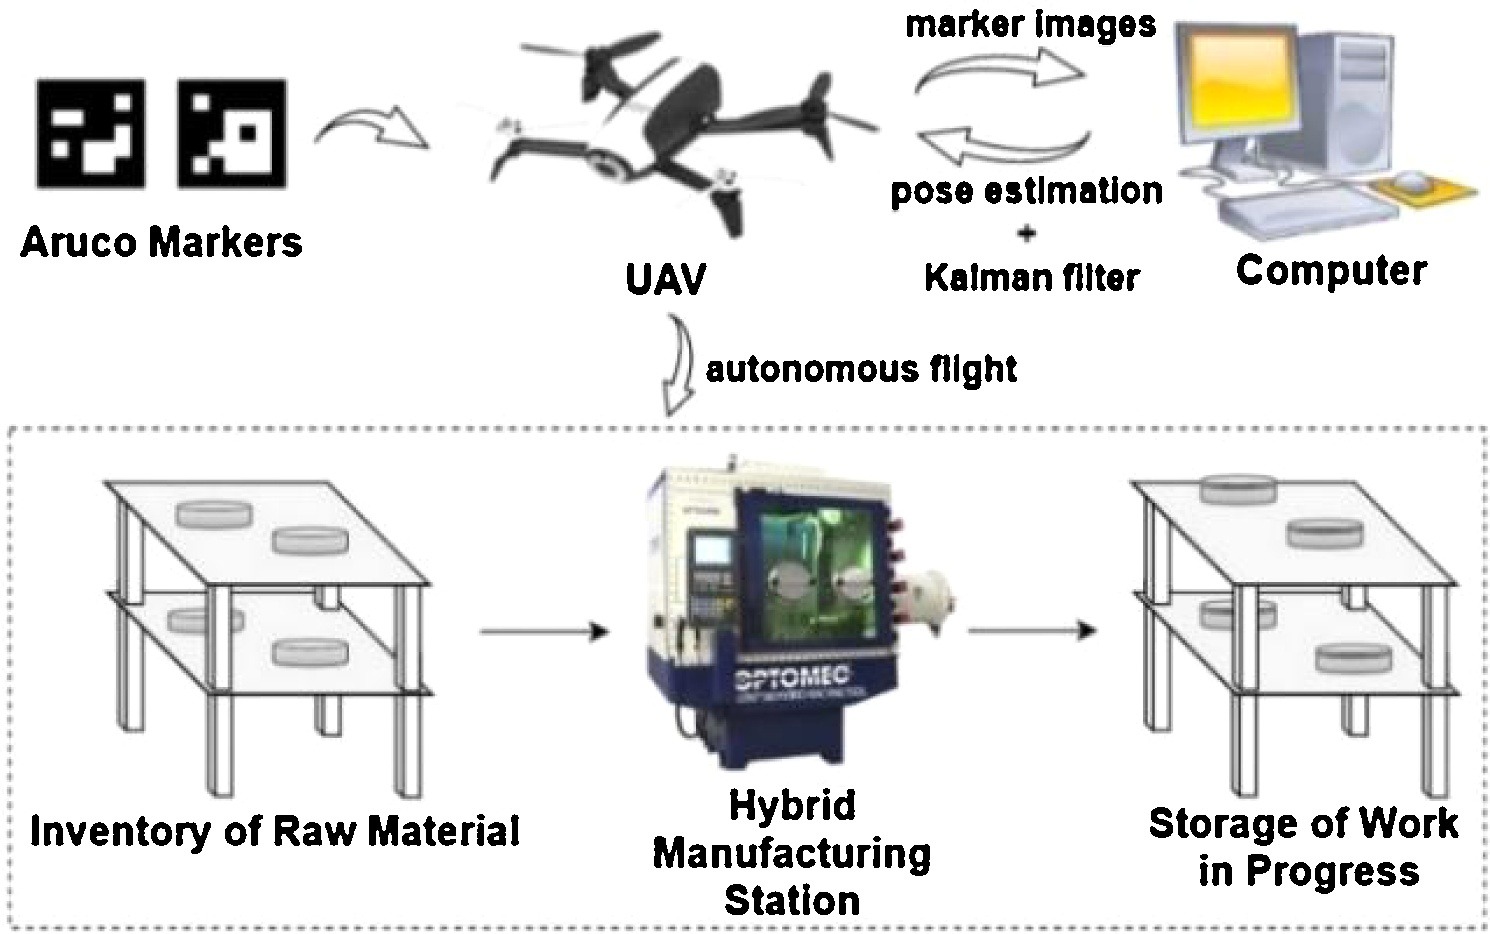 marker images
pose estimation
+
Kalman filter
Aruco Markers
UAV
Computer
autonomous flight
OPTOMEC
Inventory of Raw Material
Hybrid
Manufacturing
Station
Storage of Work
in Progress